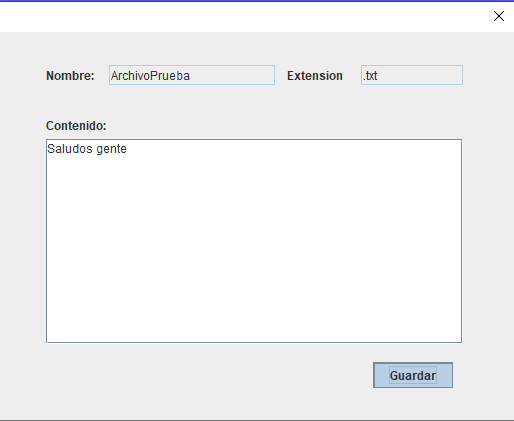 Nombre: ArchivoPrueba Extension .txt
Contenido:
Saludos gente
Guardar